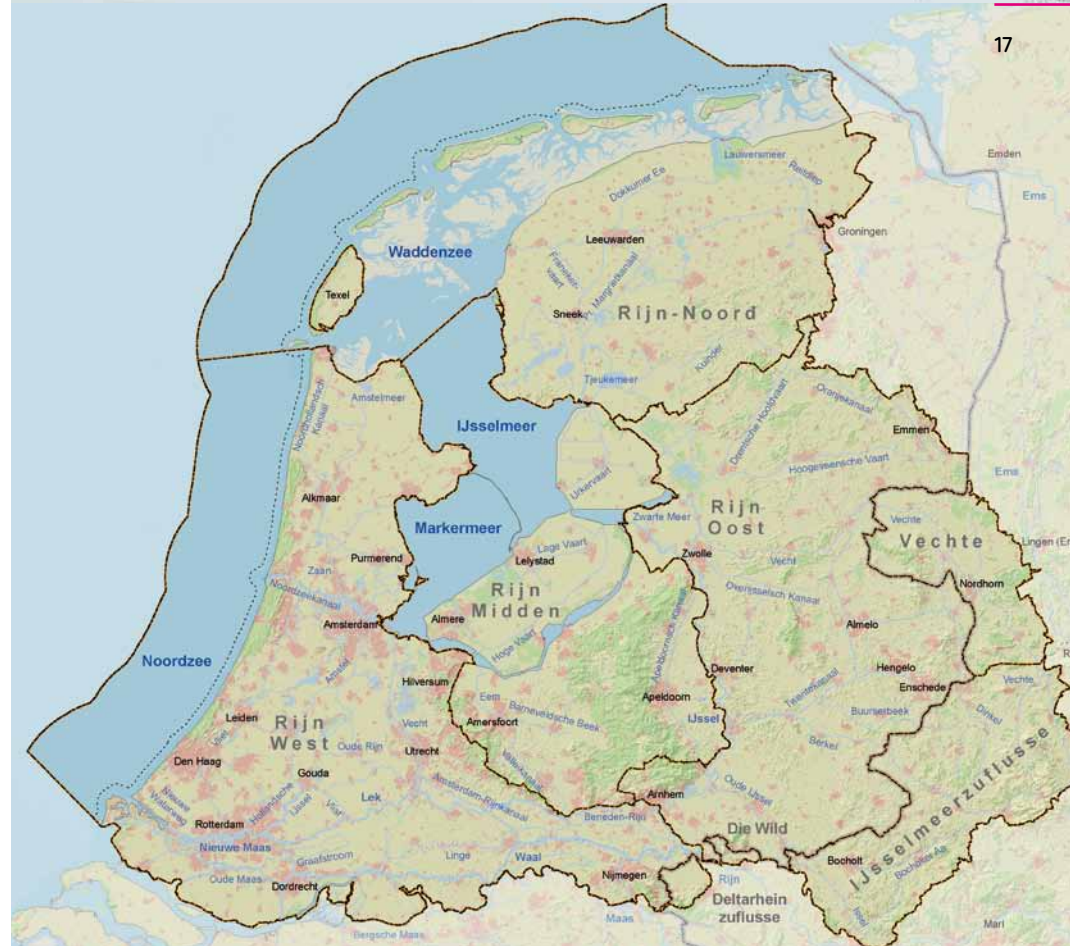 17
Emden
Ems
Lauwersmeer
Reitdiep
Dokkumer Ee
Groningen
Leeuwarden
Waddenzee
Margrietkanaal
Texel
Sneek
Rijn-Noord
Kuinder
Tjeukemeer
Noordhollandsch
Kanaal
Amstelmeer
Drentsche Hoofdvaart
Oranjekanaal
IJsselmeer
Emmen
Hoogeveensche Vaart
Ems
Urkervaart
Alkmaar
Rijn
Oost
Markermeer
Zwarte Meer
Vechte
Vechte
Lingen (Em
Purmerend
Lage Vaart
Lelystad
Zwolle
Vecht
Zaan
Noordzeekanaal
Rijn
Midden
Nordhorn
Overijsselsch Kanaal
Almere
Amsterdam
Almelo
Hoge Vaart
Apeldoornsch Kanaal
Noordzee
Amstel
Hilversum
Deventer
Hengelo
Enschede
Vechte
Eem
Apeldoorn
Twentekanaal
Leiden
Rijn
West
Vecht
Amersfoort
Barneveldsche Beek
IJssel
Buurserbeek
Dinkel
Vliet
Oude Rijn
Utrecht
Berkel
Den Haag
Gouda
Valleikanaal
Amsterdam-Rijnkanaal
Oude IJssel
IJsselmeerzuflusse
Nieuwe
Waterweg
Hollandsche
IJssel
Vlist
Lek
Arnhem
Rotterdam
Beneden-Rijn
Die Wild
Nieuwe Maas
Graafstroom
Linge
Waal
Bocholt
Bocholter Aa
Oude Maas
Dordrecht
Nijmegen
Rijn
Deltarhein
zuflusse
Issel
Maas
Marl
Bergsche Maas